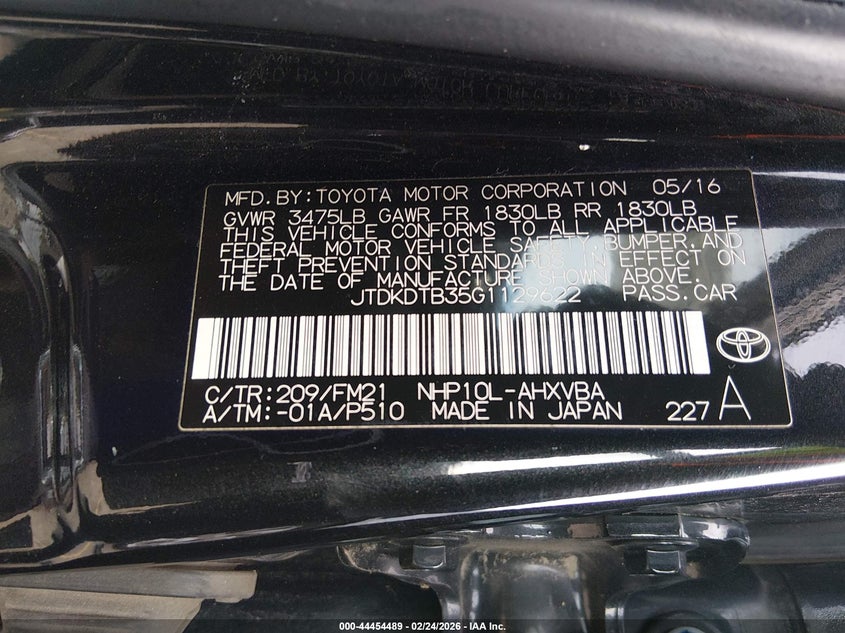 MFD.BY:TOYOTA MOTOR CORPORATION 05/16
GVWR 3475LB GAWR FR 1830LB RR 1830LB
THIS VEHICLE CONFORMS TO ALL APPLICABLE
FEDERAL MOTOR VEHICLE SAFETY,BUMPER,AND
THEFT PREVENTION STANDARDS IN EFFECT ON
THE DATE OF MANUFACTURE SHOWN ABOVE.
JTDKDTB35G1129622 PASS.CAR
C/TR:209/FM21 NHP10L-AHXVBA
A/TM:-01A/P510 MADE IN JAPAN 227 A
000-44454489 - 02/24/2026 - IAA Inc.